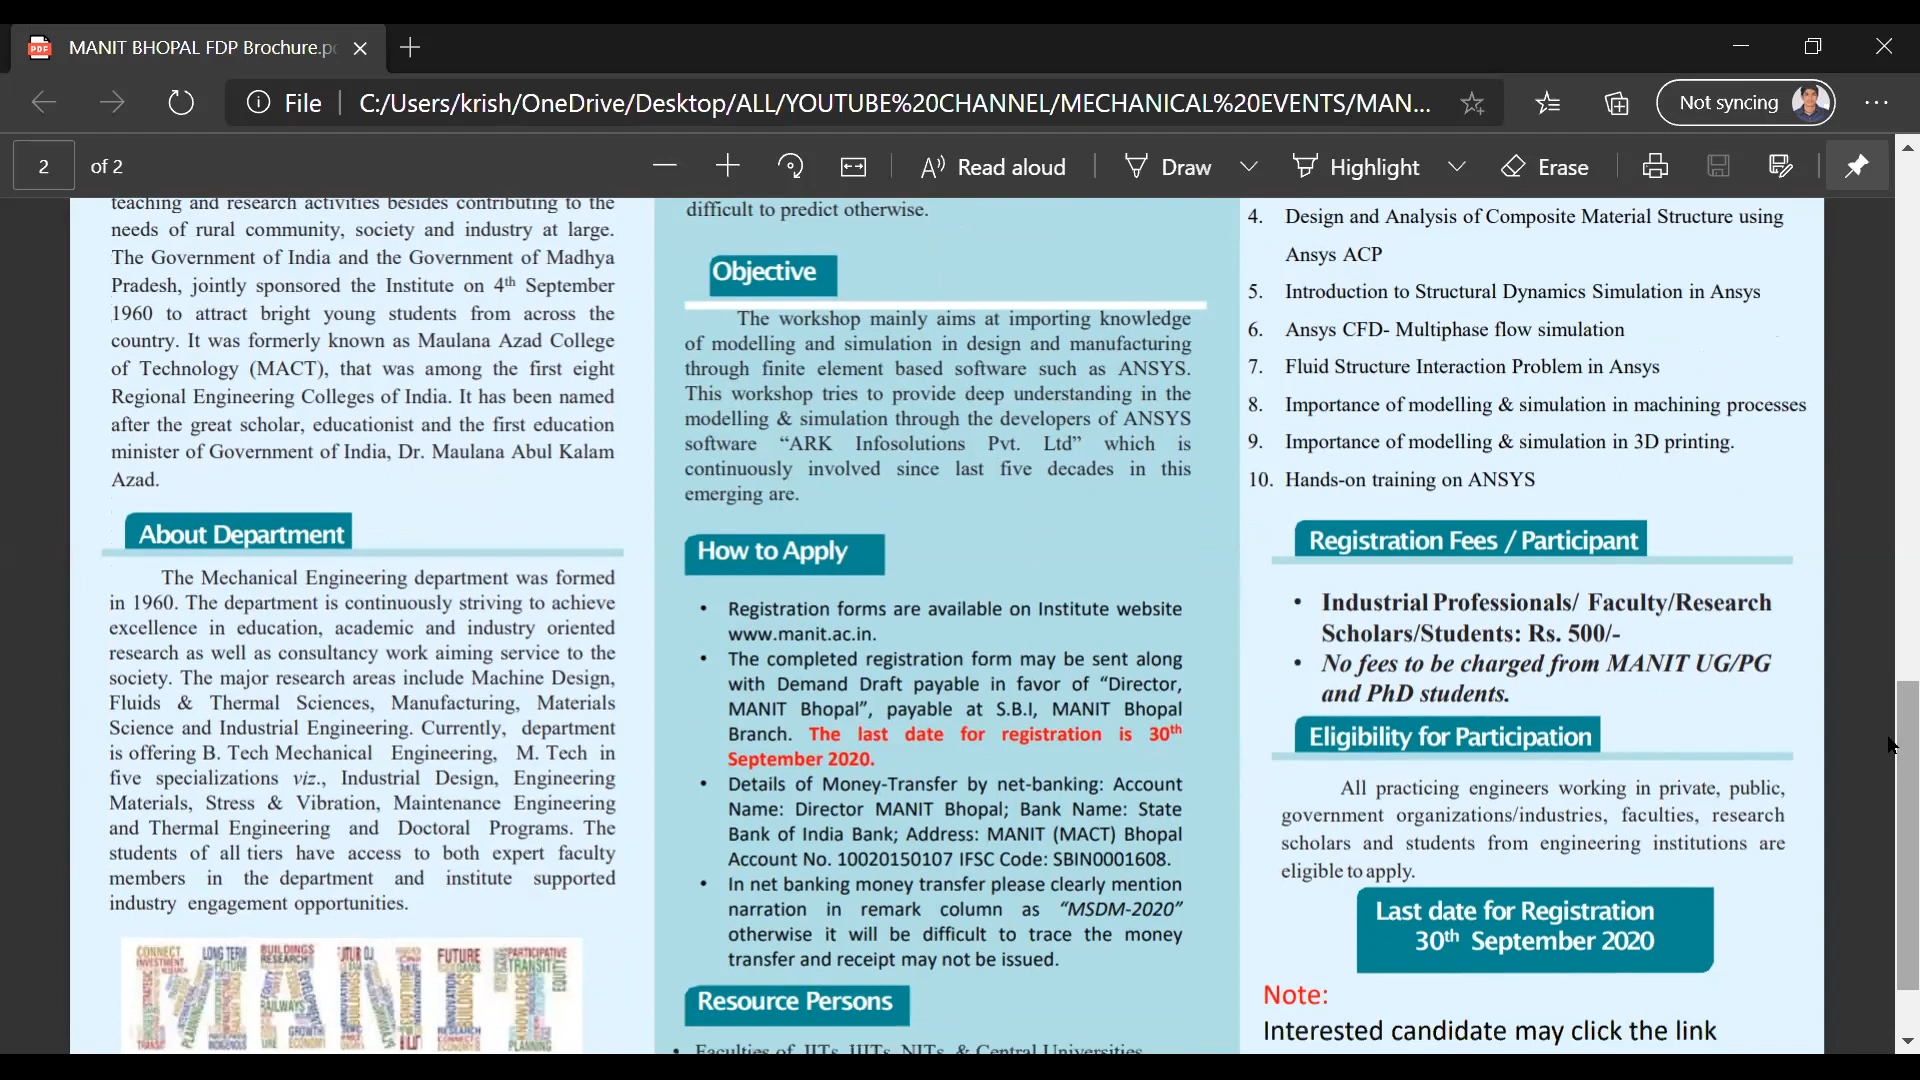 MANIT BHOPAL FDP Brochure.p
File
C:/Users/krish/OneDrive/Desktop/ALL/YOUTUBE%20CHANNEL/MECHANICAL%20EVENTS/MAN...
Not syncing
2 of 2
Read aloud
Draw
Highlight
Erase
teaching and research activities besides contributing to the
needs of rural community, society and industry at large.
The Government of India and the Government of Madhya
Pradesh, jointly sponsored the Institute on 4th September
1960 to attract bright young students from across the
country. It was formerly known as Maulana Azad College
of Technology (MACT), that was among the first eight
Regional Engineering Colleges of India. It has been named
after the great scholar, educationist and the first education
minister of Government of India, Dr. Maulana Abul Kalam
Azad.
About Department
The Mechanical Engineering department was formed
in 1960. The department is continuously striving to achieve
excellence in education, academic and industry oriented
research as well as consultancy work aiming service to the
society. The major research areas include Machine Design,
Fluids & Thermal Sciences, Manufacturing, Materials
Science and Industrial Engineering. Currently, department
is offering B. Tech Mechanical Engineering, M. Tech in
five specializations viz., Industrial Design, Engineering
Materials, Stress & Vibration, Maintenance Engineering
and Thermal Engineering and Doctoral Programs. The
students of all tiers have access to both expert faculty
members in the department and institute supported
industry engagement opportunities.
MANIT
difficult to predict otherwise.
Objective
The workshop mainly aims at importing knowledge
of modelling and simulation in design and manufacturing
through finite element based software such as ANSYS.
This workshop tries to provide deep understanding in the
modelling & simulation through the developers of ANSYS
software “ARK Infosolutions Pvt. Ltd” which is
continuously involved since last five decades in this
emerging are.
How to Apply
• Registration forms are available on Institute website
www.manit.ac.in.
• The completed registration form may be sent along
with Demand Draft payable in favor of “Director,
MANIT Bhopal”, payable at S.B.I, MANIT Bhopal
Branch. The last date for registration is 30th
September 2020.
• Details of Money-Transfer by net-banking: Account
Name: Director MANIT Bhopal; Bank Name: State
Bank of India Bank; Address: MANIT (MACT) Bhopal
Account No. 10020150107 IFSC Code: SBIN0001608.
• In net banking money transfer please clearly mention
narration in remark column as “MSDM-2020”
otherwise it will be difficult to trace the money
transfer and receipt may not be issued.
Resource Persons
• Faculties of IITs, IIITs, NITs, & Central Universities
4. Design and Analysis of Composite Material Structure using
Ansys ACP
5. Introduction to Structural Dynamics Simulation in Ansys
6. Ansys CFD- Multiphase flow simulation
7. Fluid Structure Interaction Problem in Ansys
8. Importance of modelling & simulation in machining processes
9. Importance of modelling & simulation in 3D printing.
10. Hands-on training on ANSYS
Registration Fees / Participant
• Industrial Professionals/ Faculty/Research
Scholars/Students: Rs. 500/-
• No fees to be charged from MANIT UG/PG
and PhD students.
Eligibility for Participation
All practicing engineers working in private, public,
government organizations/industries, faculties, research
scholars and students from engineering institutions are
eligible to apply.
Last date for Registration
30th September 2020
Note:
Interested candidate may click the link